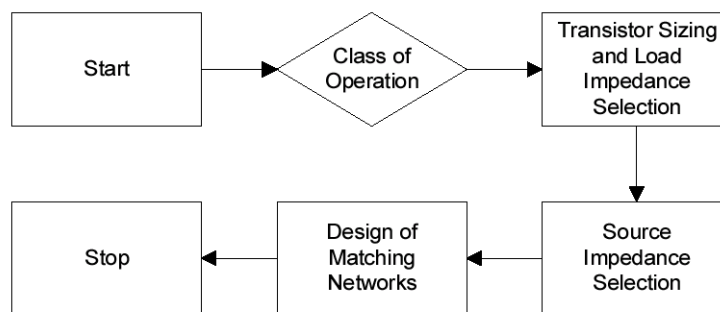 Start
Class of
Operation
Transistor Sizing
and Load
Impedance
Selection
Stop
Design of
Matching
Networks
Source
Impedance
Selection